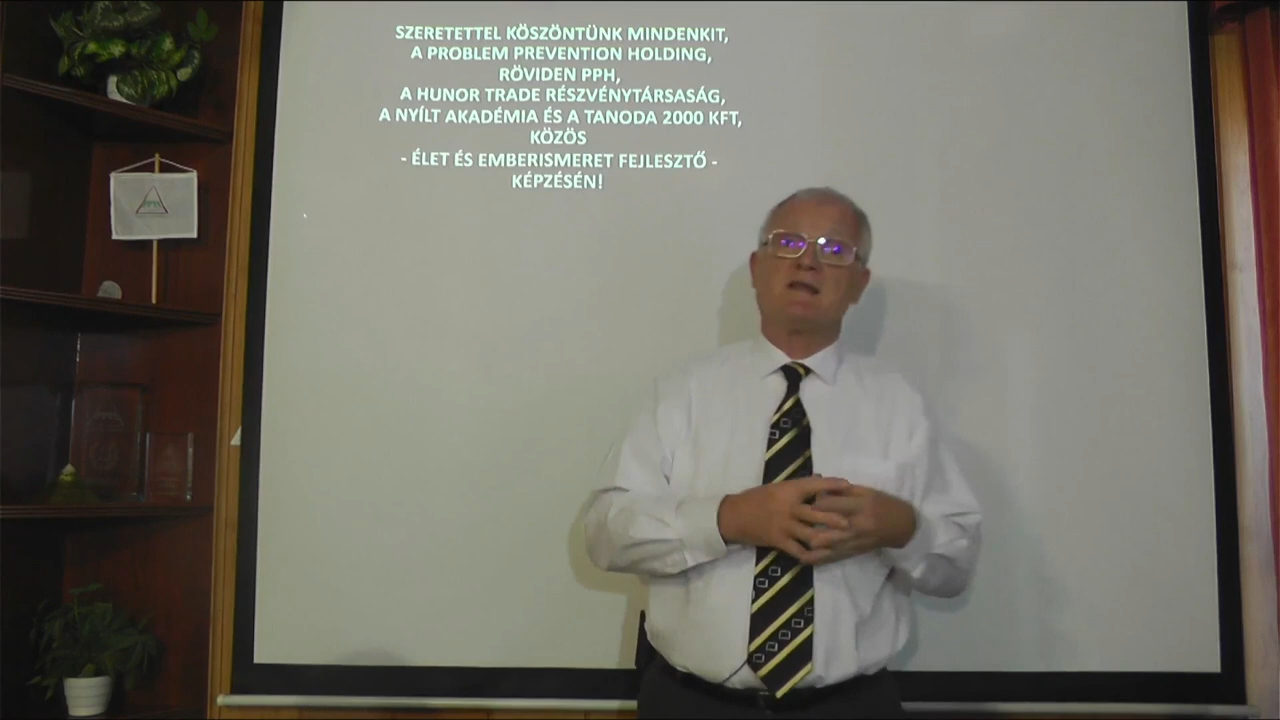 SZERETETTEL KÖSZÖNTÜNK MINDENKIT,
A PROBLEM PREVENTION HOLDING,
RÖVIDEN PPH,
A HUNOR TRADE RÉSZVÉNYTÁRSASÁG,
A NYÍLT AKADÉMIA ÉS A TANODA 2000 KFT,
KÖZÖS
- ÉLET ÉS EMBERISMERET FEJLESZTŐ -
KÉPZÉSÉN!